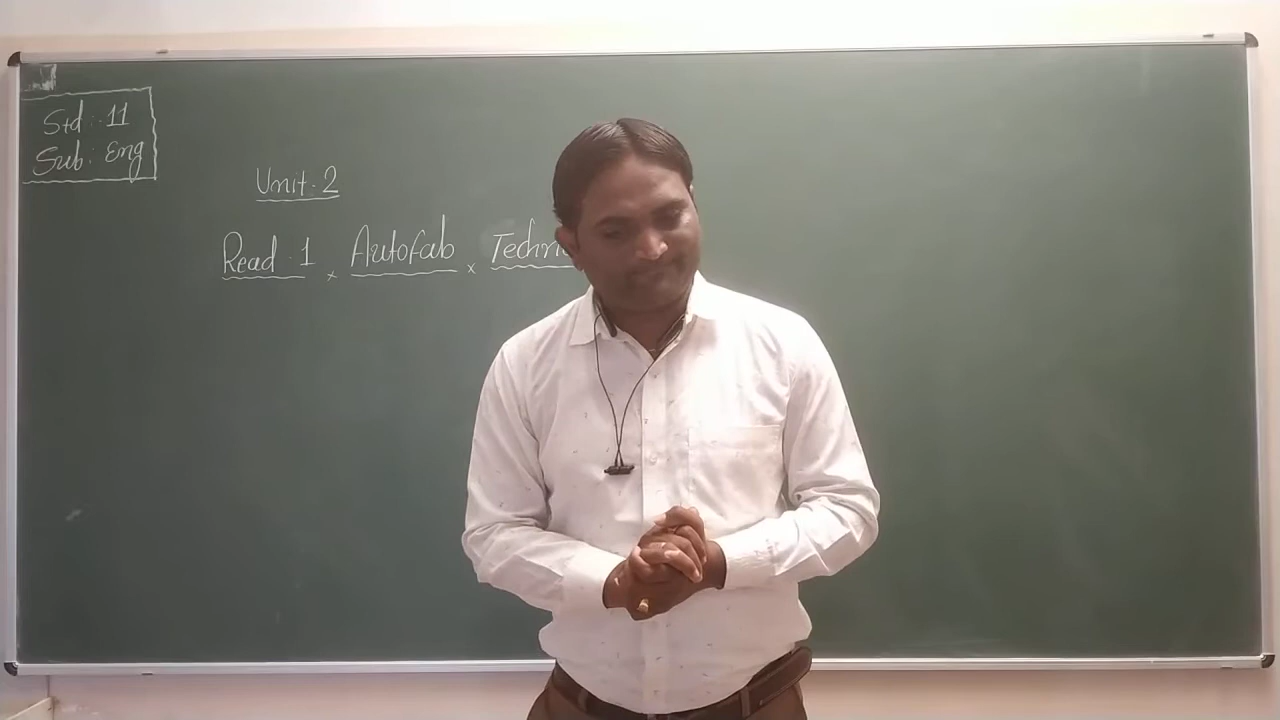 Std : 11
Sub : Eng
Unit . 2
Read . 1 x Autofab x